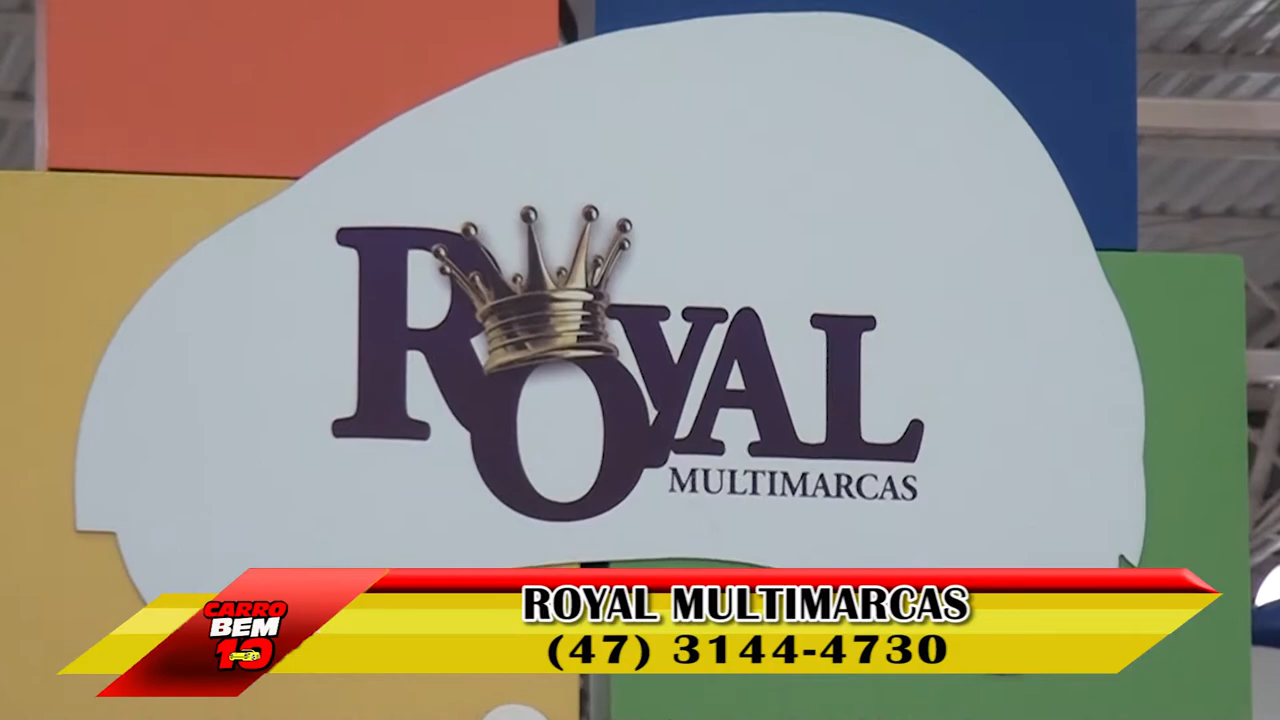 ROYAL
MULTIMARCAS
CARRO
BEM
10
ROYAL MULTIMARCAS
(47) 3144-4730